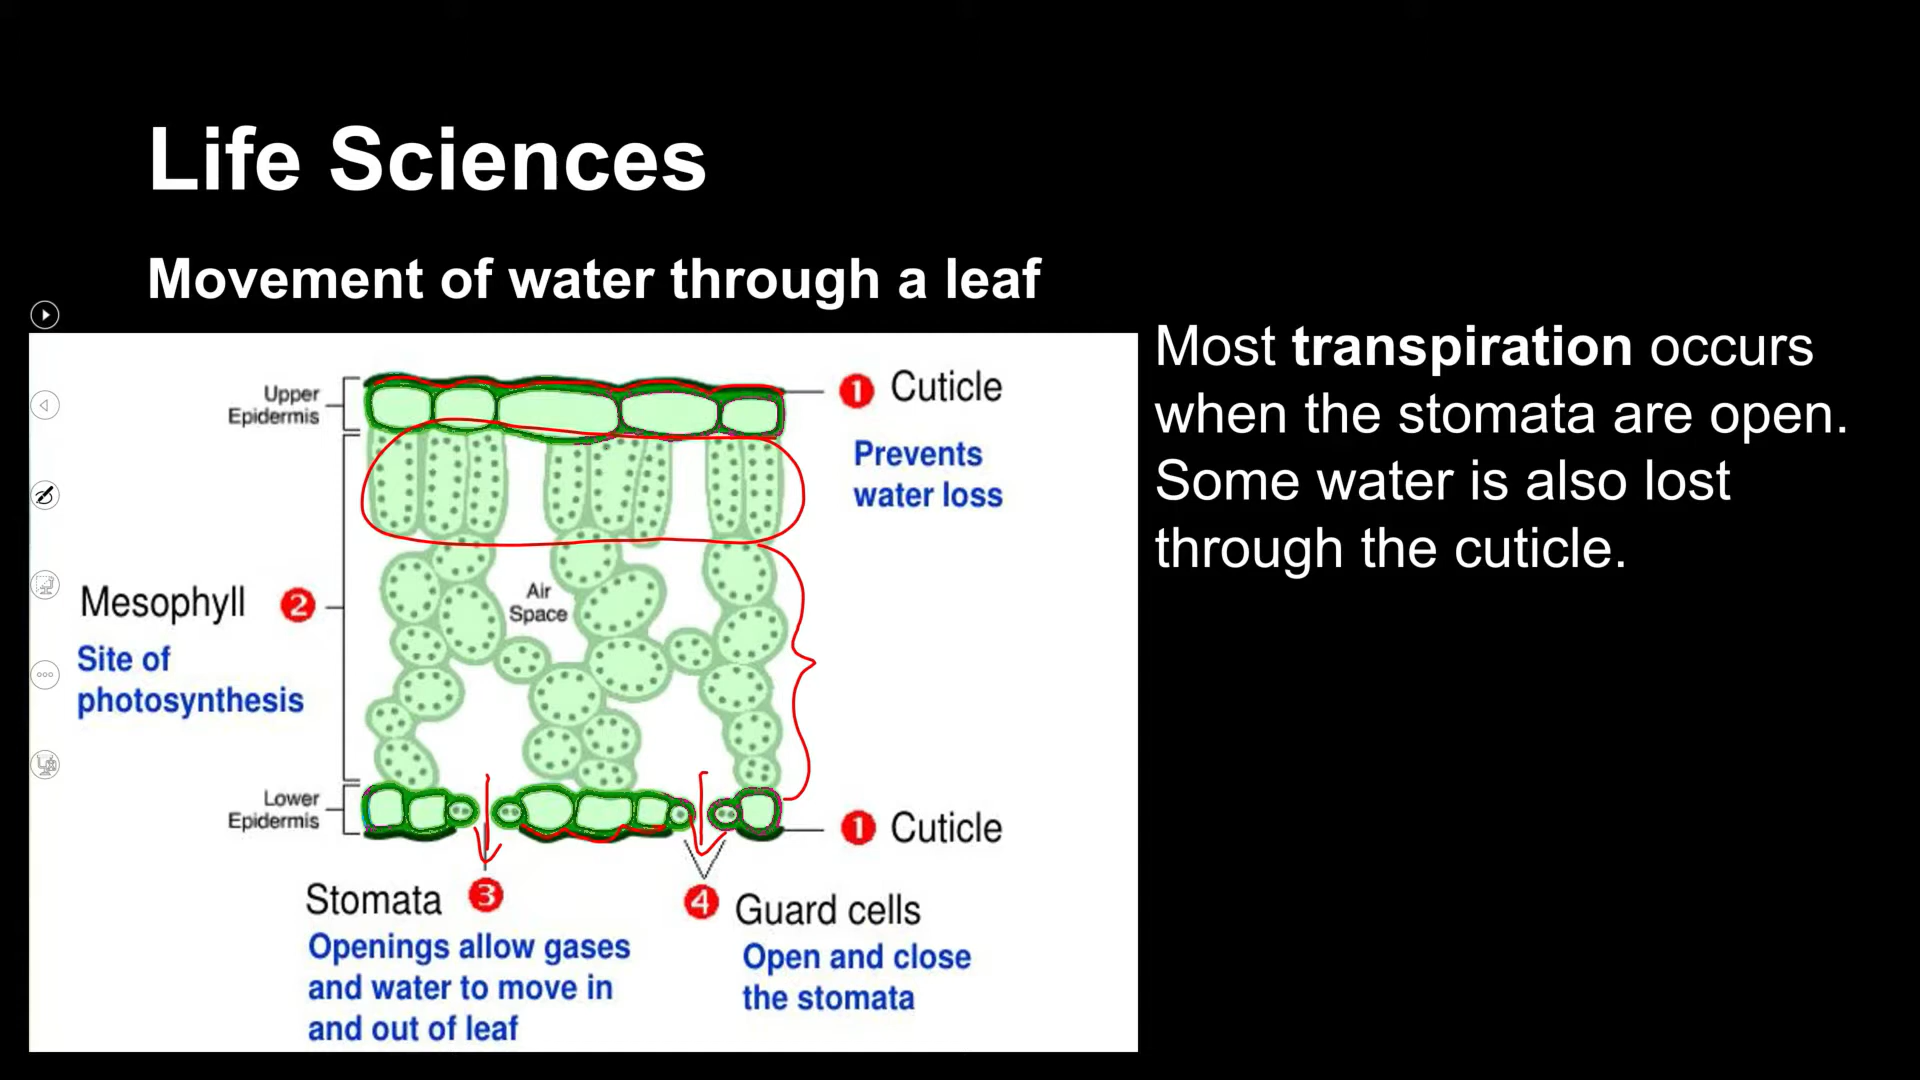 Life Sciences
Movement of water through a leaf
Most transpiration occurs
when the stomata are open.
Some water is also lost
through the cuticle.
Upper
Epidermis
1 Cuticle
Prevents
water loss
Mesophyll 2
Site of
photosynthesis
Air
Space
Lower
Epidermis
1 Cuticle
Stomata 3
Openings allow gases
and water to move in
and out of leaf
4 Guard cells
Open and close
the stomata